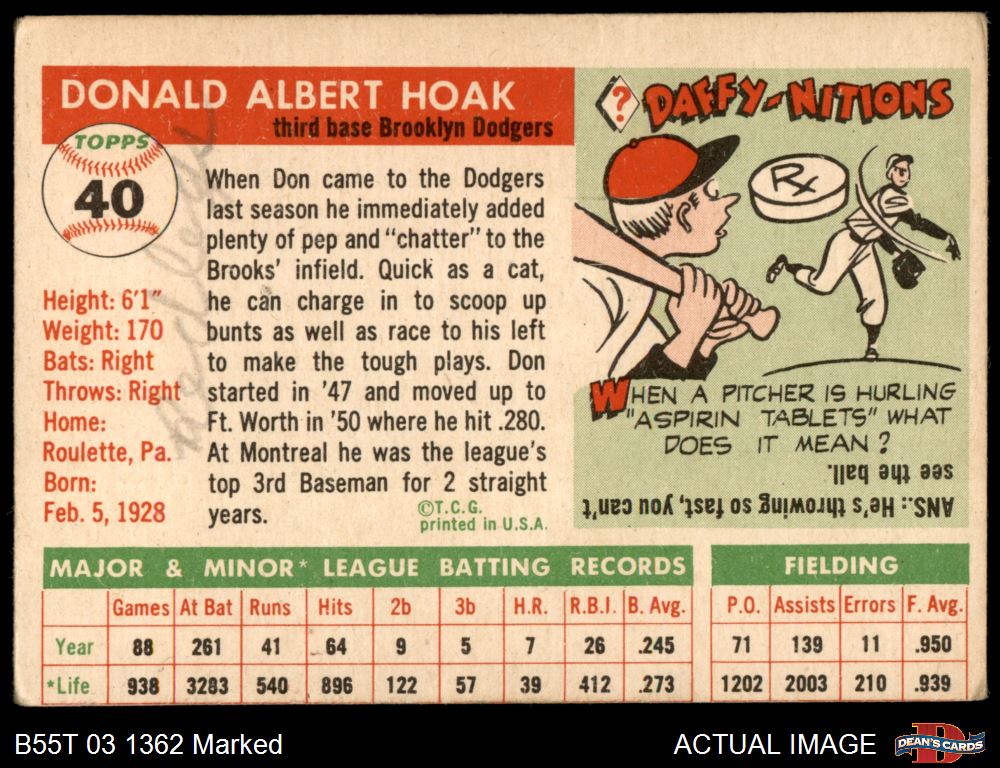 DONALD ALBERT HOAK
third base Brooklyn Dodgers
TOPPS
40
Height: 6'1"
Weight: 170
Bats: Right
Throws: Right
Home:
Roulette, Pa.
Born:
Feb. 5, 1928
When Don came to the Dodgers
last season he immediately added
plenty of pep and "chatter" to the
Brooks' infield. Quick as a cat,
he can charge in to scoop up
bunts as well as race to his left
to make the tough plays. Don
started in '47 and moved up to
Ft. Worth in '50 where he hit .280.
At Montreal he was the league's
top 3rd Baseman for 2 straight
years.
©T.C.G.
printed in U.S.A.
? DAFFY-NITIONS
Rx
WHEN A PITCHER IS HURLING
"ASPIRIN TABLETS" WHAT
DOES IT MEAN?
ANS.: He's throwing so fast, you can't
see the ball.
MAJOR & MINOR* LEAGUE BATTING RECORDS
Games At Bat Runs Hits 2b 3b H.R. R.B.I. B. Avg.
Year 88 261 41 64 9 5 7 26 .245
*Life 938 3283 540 896 122 57 39 412 .273
FIELDING
P.O. Assists Errors F. Avg.
71 139 11 .950
1202 2003 210 .939
B55T 03 1362 Marked
ACTUAL IMAGE
DEAN'S CARDS